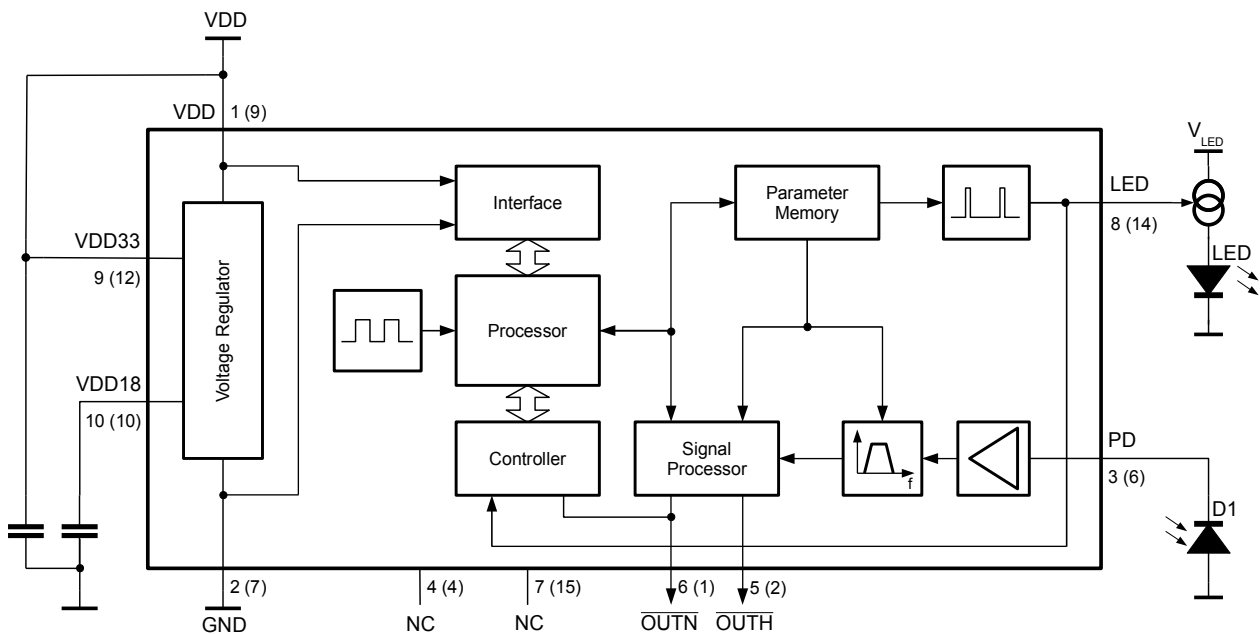 VDD
VDD 1 (9)
V_LED
LED
8 (14)
LED
Interface
Parameter
Memory
VDD33
9 (12)
Voltage Regulator
Processor
VDD18
10 (10)
Controller
Signal
Processor
f
PD
3 (6)
D1
2 (7)
GND
4 (4)
NC
7 (15)
NC
6 (1)
OUTN
5 (2)
OUTH